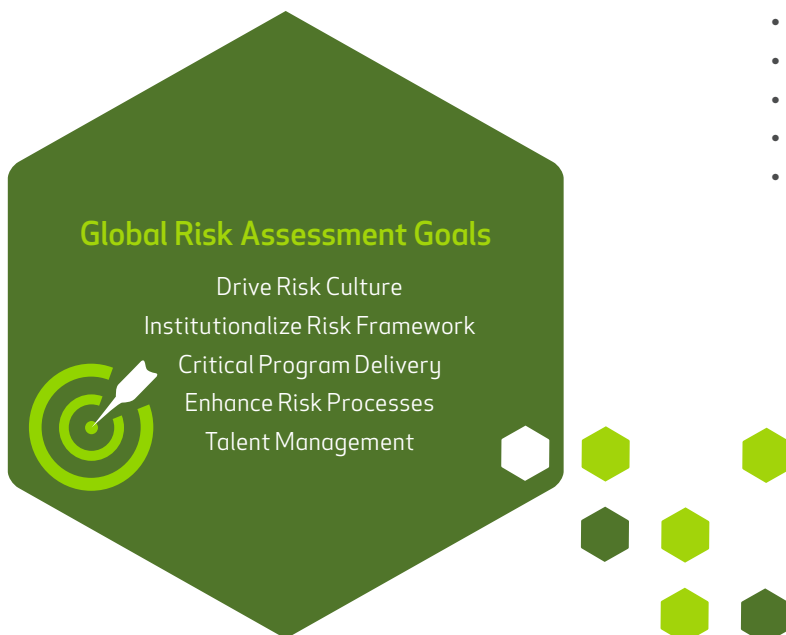 Global Risk Assessment Goals
Drive Risk Culture
Institutionalize Risk Framework
Critical Program Delivery
Enhance Risk Processes
Talent Management